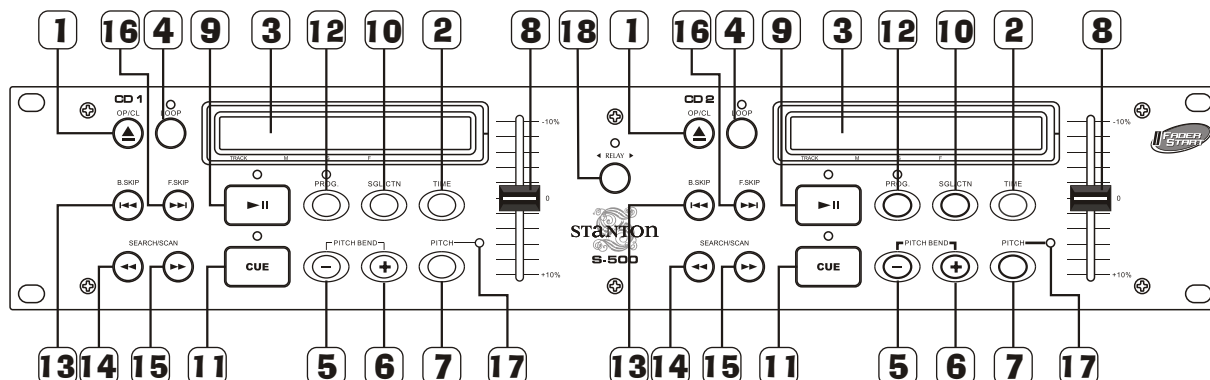 1 16 4 9 3 12 10 2 8 18 1 16 4 9 3 12 10 2 8
CD 1 CD 2
OP/CL LOOP -10% OP/CL LOOP -10%
FADER START
TRACK M S F RELAY TRACK M S F
B.SKIP F.SKIP PROG. SGL/CTN TIME 0 B.SKIP F.SKIP PROG. SGL/CTN TIME 0
STANTON
SEARCH/SCAN PITCH BEND PITCH SEARCH/SCAN PITCH BEND PITCH
S-500
CUE +10% CUE +10%
13 14 15 11 5 6 7 17 13 14 15 11 5 6 7 17